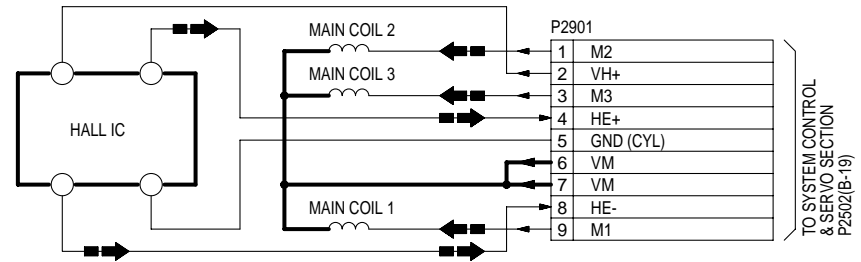 P2901
MAIN COIL 2
1 M2
2 VH+
MAIN COIL 3
3 M3
4 HE+
HALL IC
5 GND (CYL)
6 VM
7 VM
MAIN COIL 1
8 HE-
9 M1
TO SYSTEM CONTROL
& SERVO SECTION
P2502(B-19)